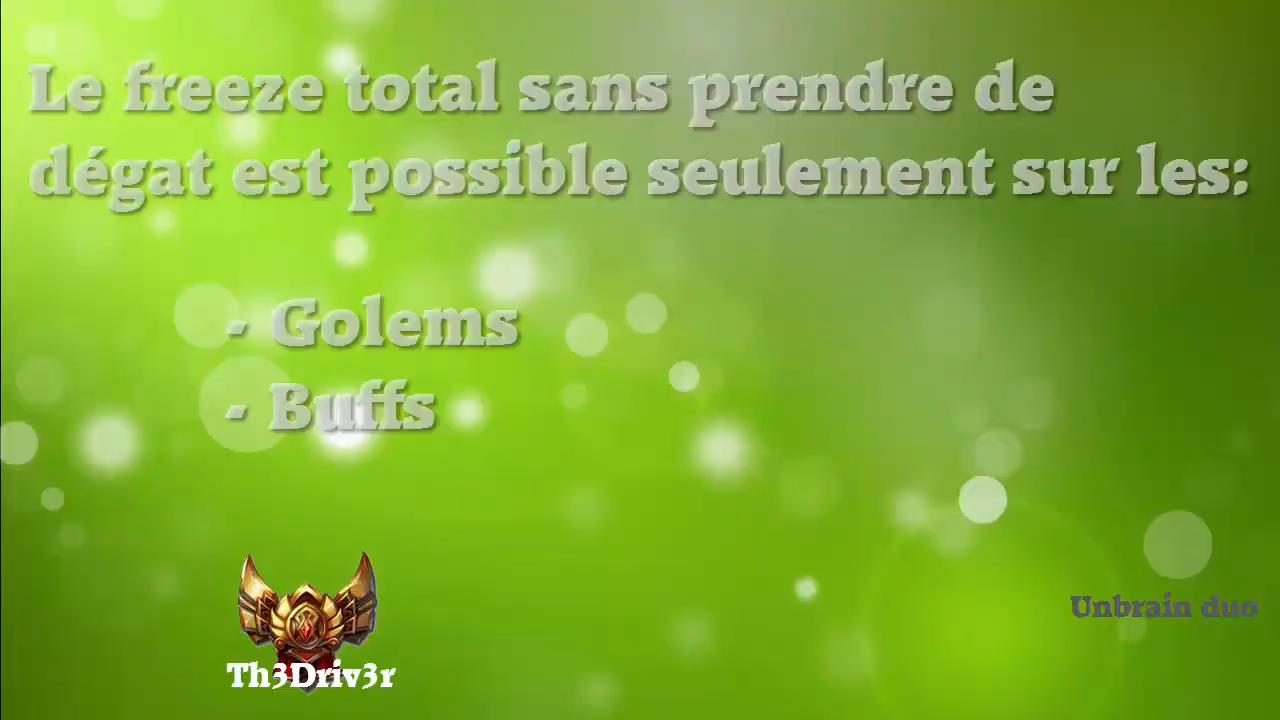 Le freeze total sans prendre de
dégat est possible seulement sur les:
- Golems
- Buffs
Unbrain duo
Th3Driv3r